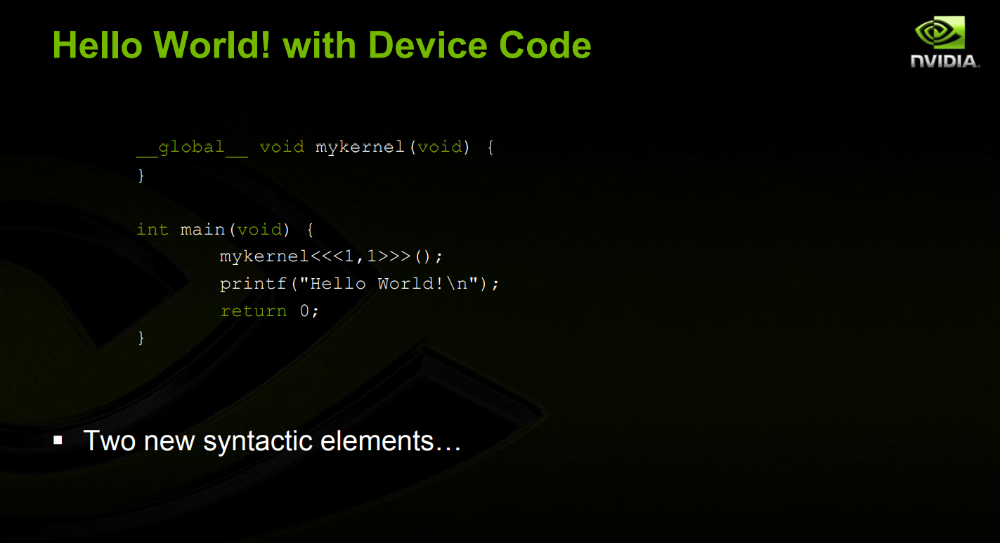 Hello World! with Device Code
NVIDIA.
__global__ void mykernel(void) {
}
int main(void) {
mykernel<<<1,1>>>();
printf("Hello World!\n");
return 0;
}
▪ Two new syntactic elements…